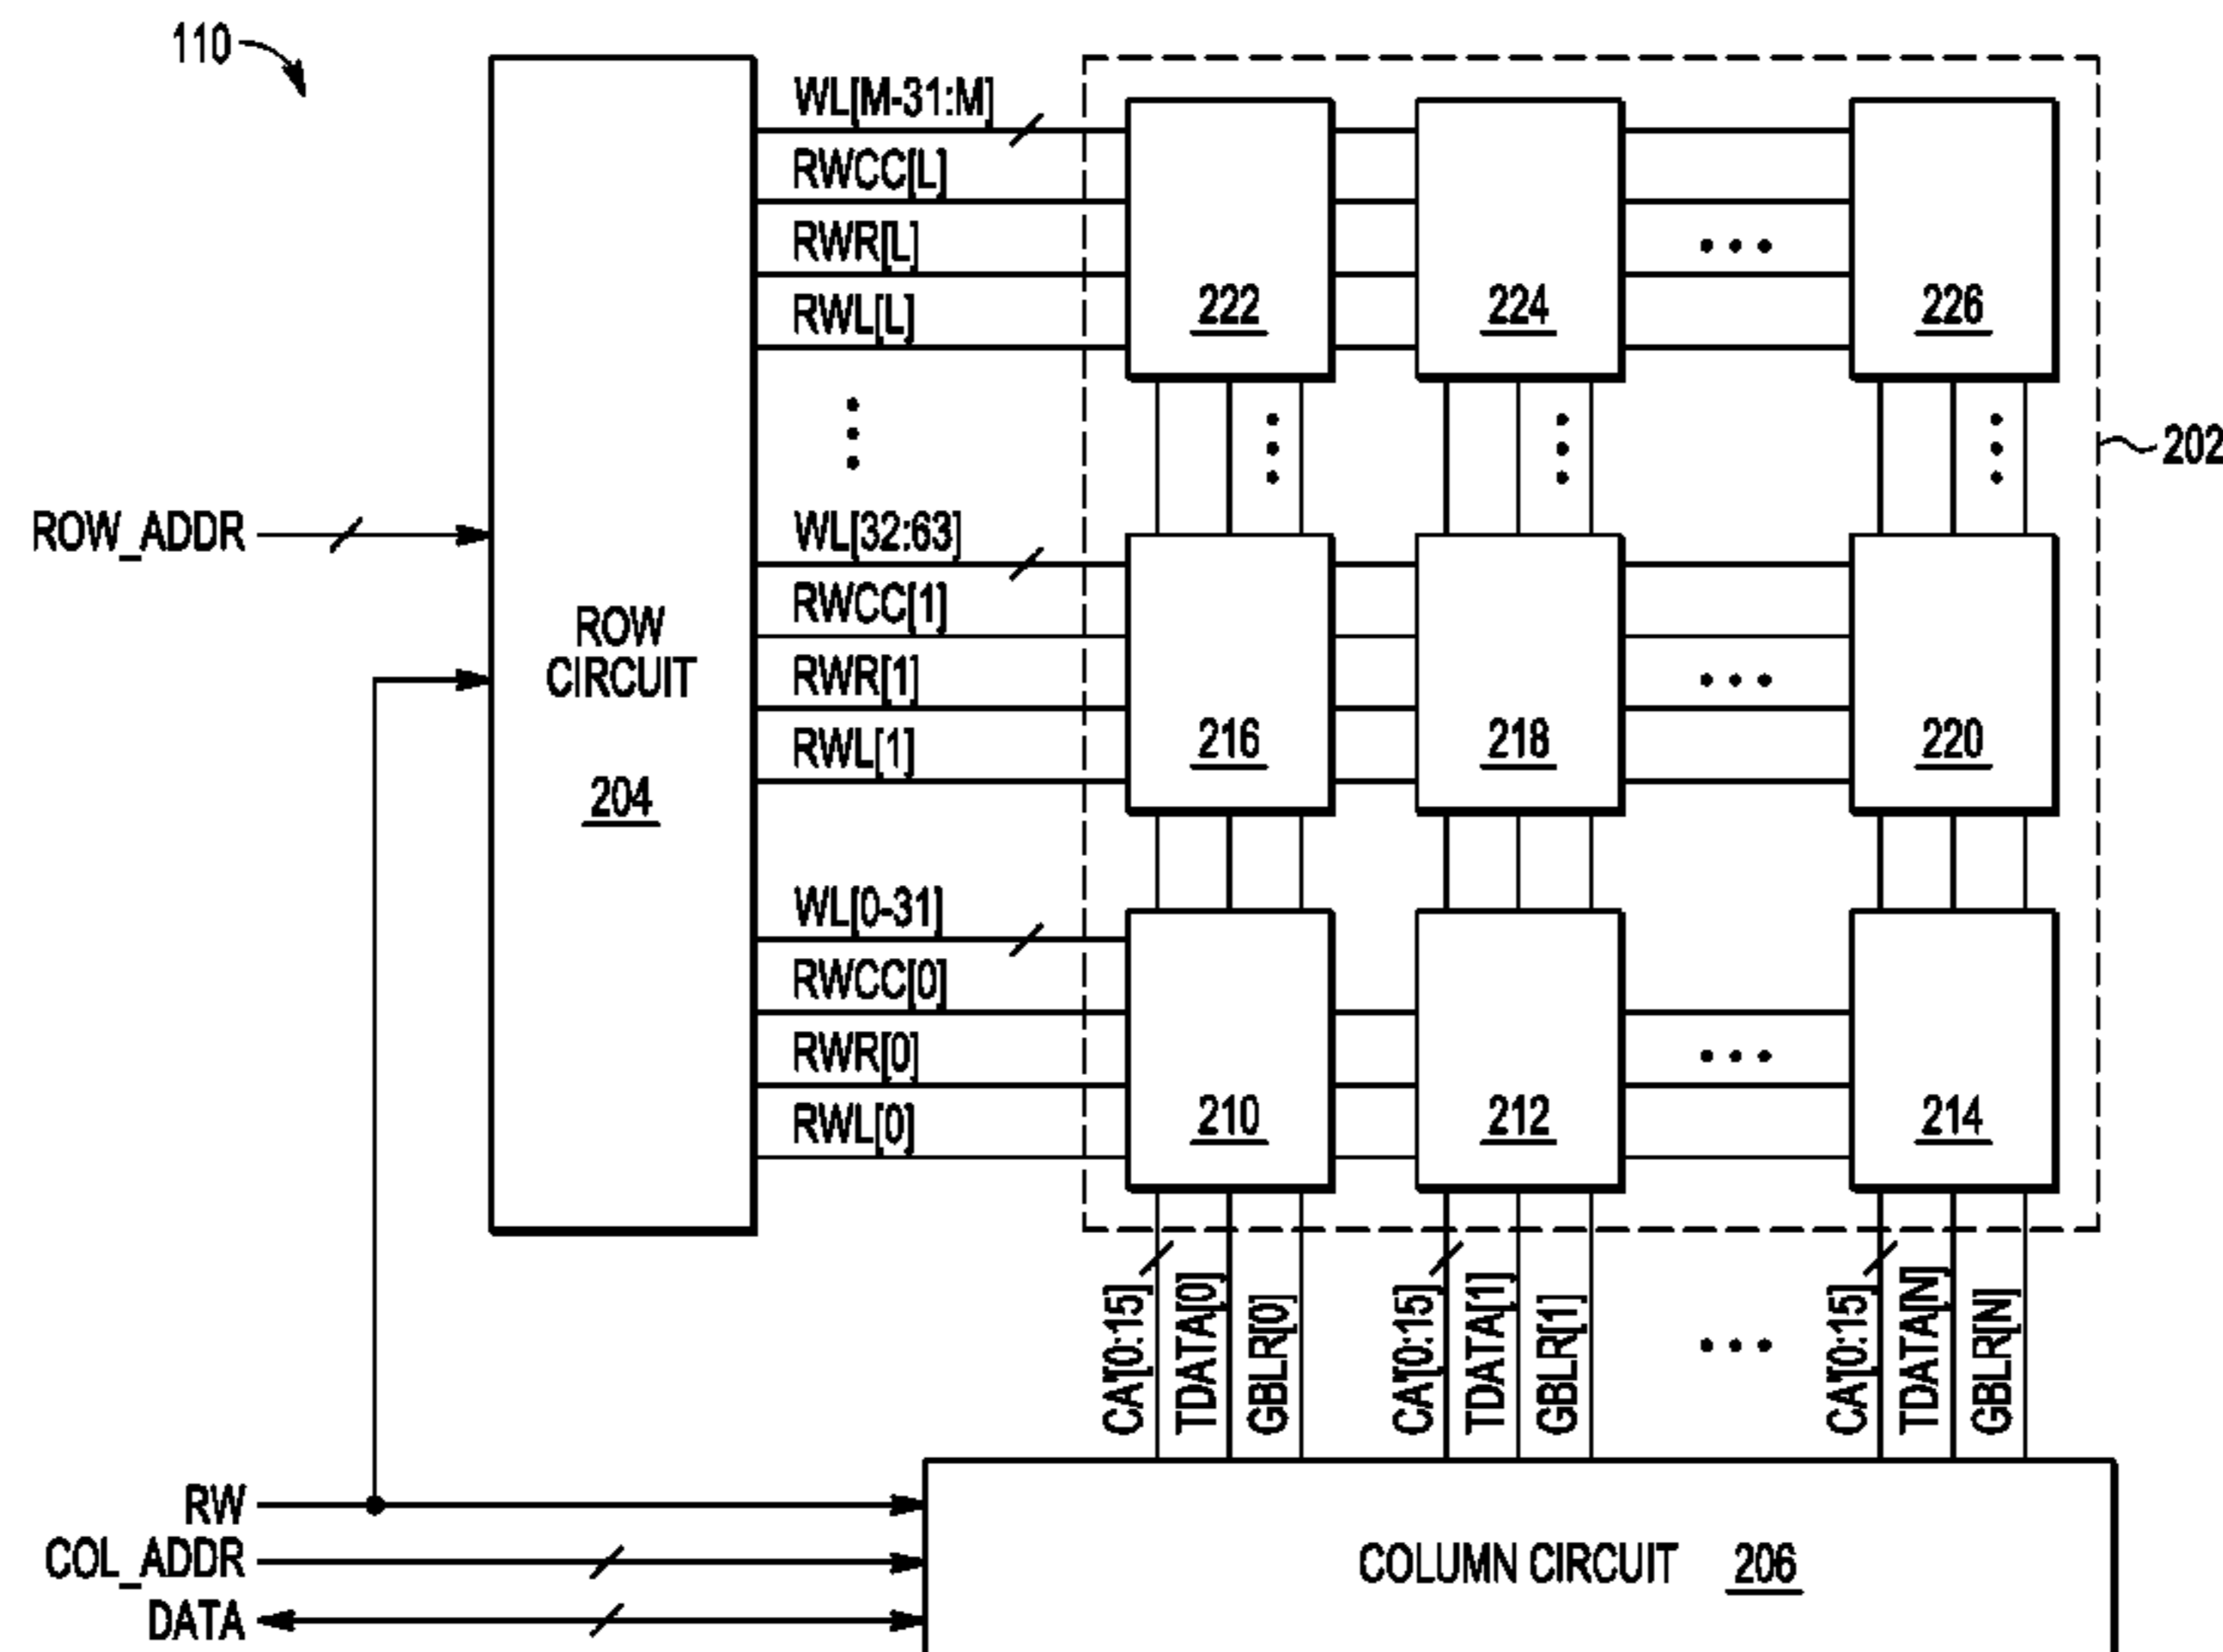 110
WL[M-31:M]
RWCC[L]
RWR[L]
RWL[L]
222
224
226
202
ROW_ADDR
WL[32:63]
RWCC[1]
RWR[1]
RWL[1]
ROW
CIRCUIT
204
216
218
220
WL[0-31]
RWCC[0]
RWR[0]
RWL[0]
210
212
214
CA'[0:15]
TDATA[0]
GBLR[0]
CA'[0:15]
TDATA[1]
GBLR[1]
CA'[0:15]
TDATA[N]
GBLR[N]
RW
COL_ADDR
DATA
COLUMN CIRCUIT 206